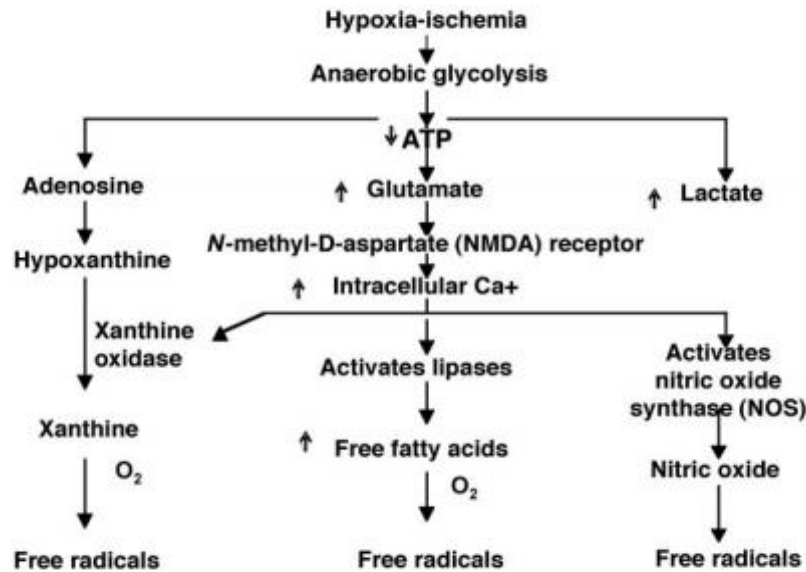 Hypoxia-ischemia
Anaerobic glycolysis
↓ATP
Adenosine
↑ Glutamate
↑ Lactate
N-methyl-D-aspartate (NMDA) receptor
Hypoxanthine
↑ Intracellular Ca+
Xanthine
oxidase
Activates lipases
Activates
nitric oxide
synthase (NOS)
Xanthine
↑ Free fatty acids
Nitric oxide
O₂
O₂
Free radicals
Free radicals
Free radicals